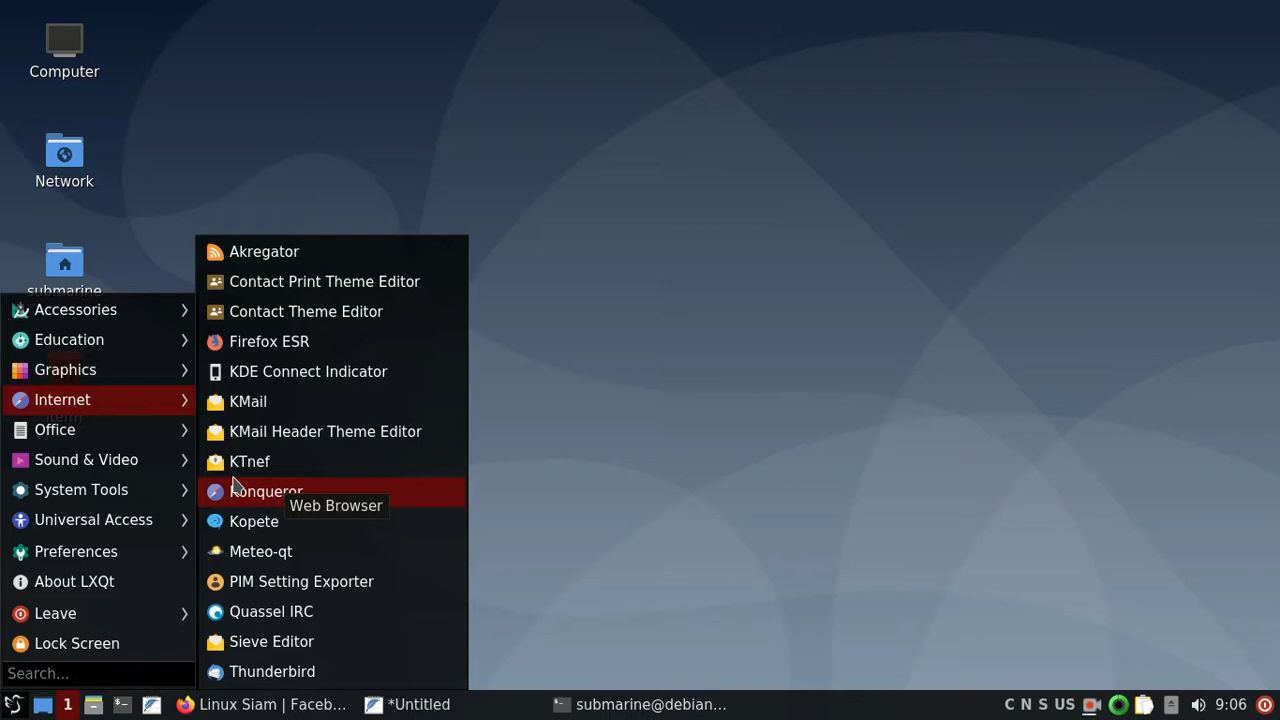 Computer
Network
submarine
Accessories
Education
Graphics
Internet
Office
Sound & Video
System Tools
Universal Access
Preferences
About LXQt
Leave
Lock Screen
Search...
Akregator
Contact Print Theme Editor
Contact Theme Editor
Firefox ESR
KDE Connect Indicator
KMail
KMail Header Theme Editor
KTnef
Konqueror
Web Browser
Kopete
Meteo-qt
PIM Setting Exporter
Quassel IRC
Sieve Editor
Thunderbird
1 Linux Siam | Faceb... *Untitled submarine@debian... C N S US 9:06